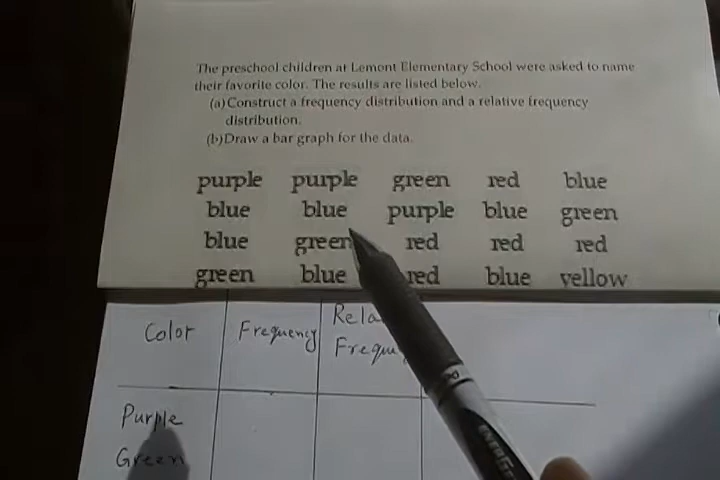 The preschool children at Lemont Elementary School were asked to name
their favorite color. The results are listed below.
(a) Construct a frequency distribution and a relative frequency
distribution.
(b) Draw a bar graph for the data.
purple purple green red blue
blue blue purple blue green
blue green red red red
green blue red blue yellow
Color Frequency Rela
Frequ
Purple
Green